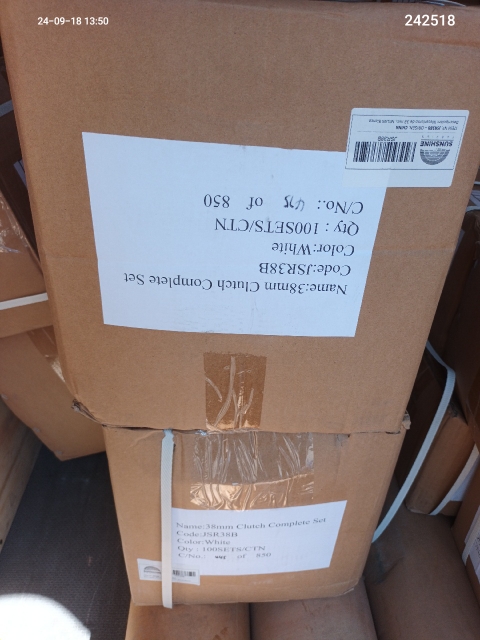 24-09-18 13:50
242518
SUNSHINE
Name:38mm Clutch Complete Set
Code:JSR38B
Color:White
Qty : 100SETS/CTN
C/No.: of 850
Name:38mm Clutch Complete Set
Code:JSR38B
Color:White
Qty : 100SETS/CTN
C/No.: of 850